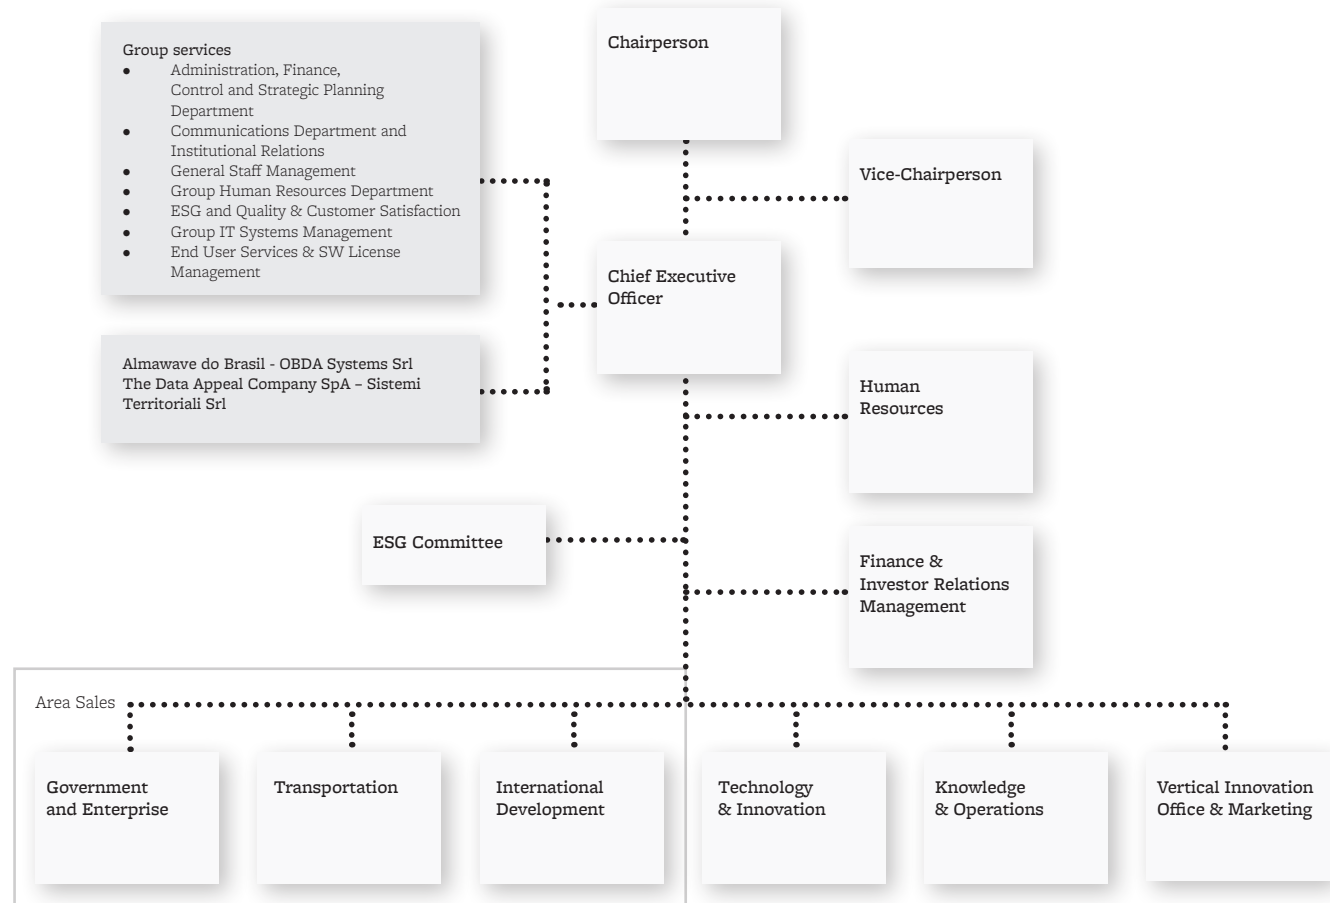 Group services
● Administration, Finance,
Control and Strategic Planning
Department
● Communications Department and
Institutional Relations
● General Staff Management
● Group Human Resources Department
● ESG and Quality & Customer Satisfaction
● Group IT Systems Management
● End User Services & SW License
Management
Chairperson
Vice-Chairperson
Chief Executive
Officer
Almawave do Brasil - OBDA Systems Srl
The Data Appeal Company SpA – Sistemi
Territoriali Srl
Human
Resources
ESG Committee
Finance &
Investor Relations
Management
Area Sales
Government
and Enterprise
Transportation
International
Development
Technology
& Innovation
Knowledge
& Operations
Vertical Innovation
Office & Marketing